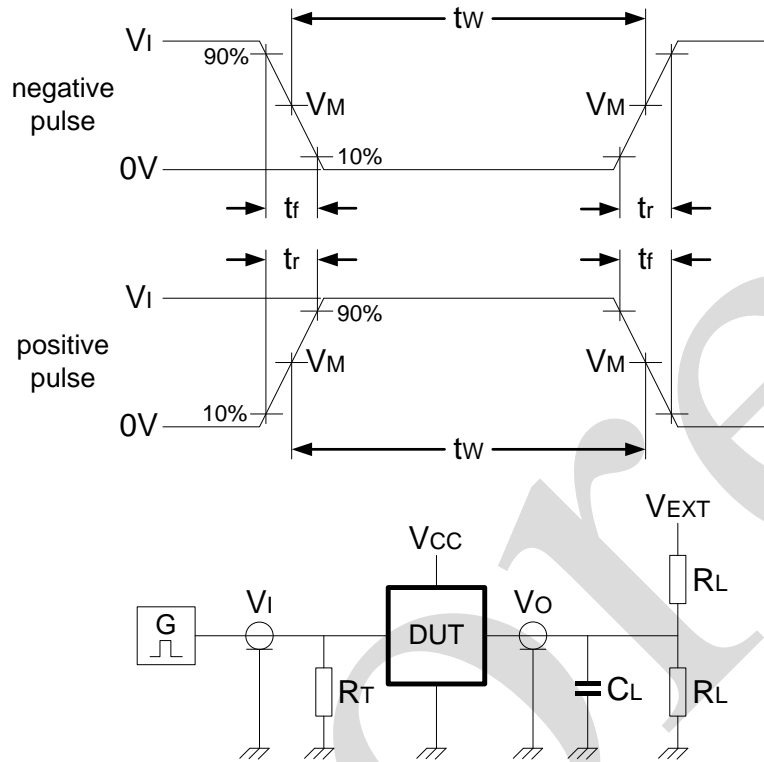 tW
VI
90%
negative
pulse
VM
VM
10%
0V
tf
tr
tr
tf
VI
90%
positive
pulse
VM
VM
10%
0V
tW
VEXT
VCC
RL
VI
VO
G
DUT
RT
CL
RL
ore